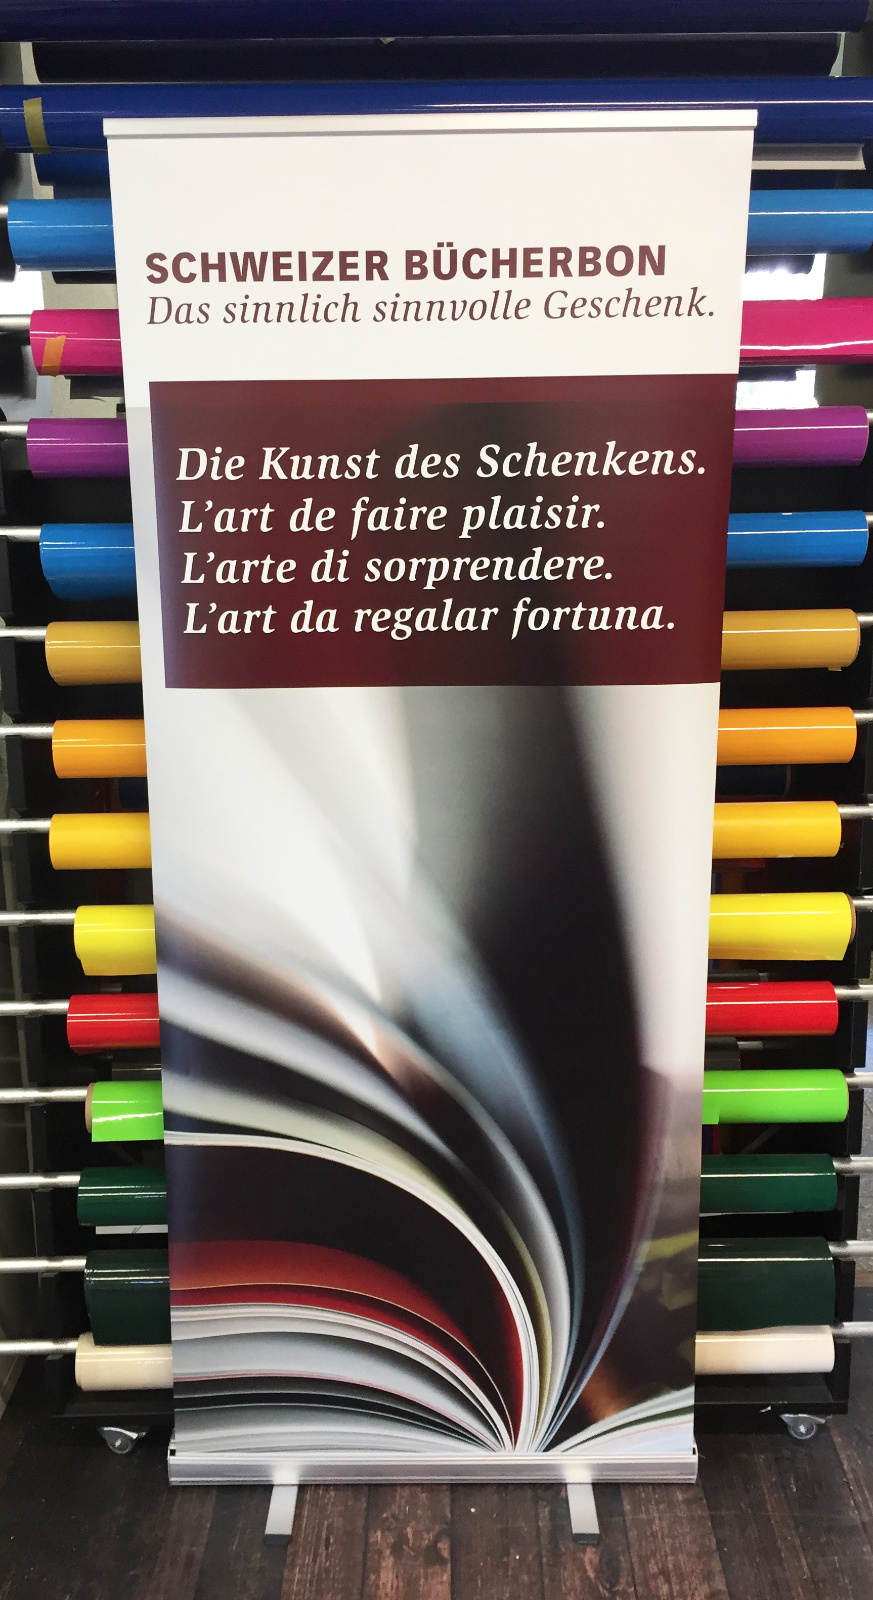 SCHWEIZER BÜCHERBON
Das sinnlich sinnvolle Geschenk.
Die Kunst des Schenkens.
L’art de faire plaisir.
L’arte di sorprendere.
L’art da regalar fortuna.